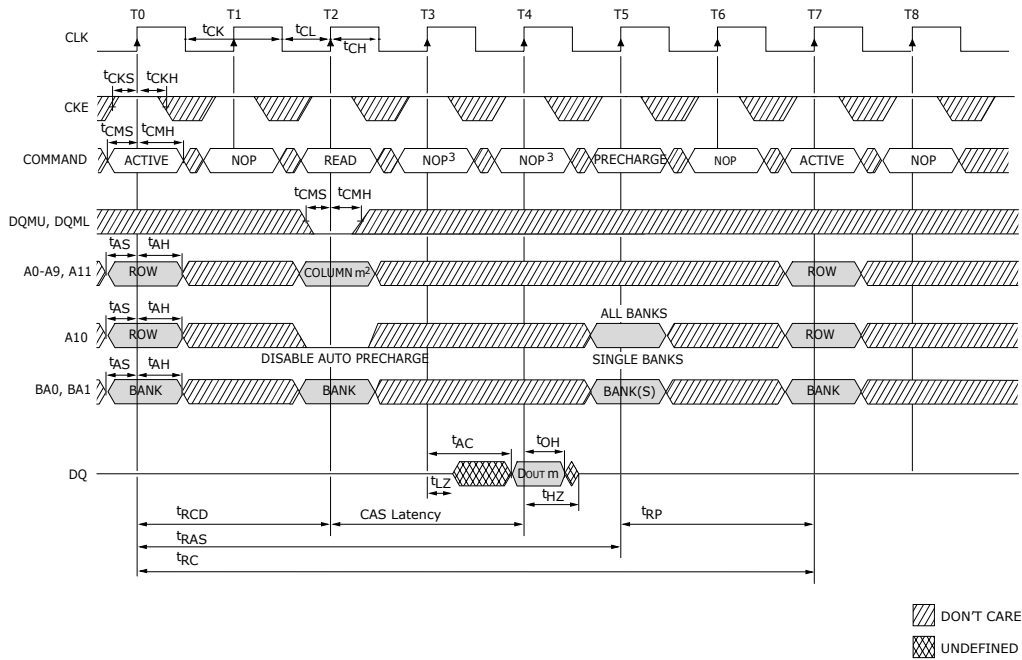 T0 T1 T2 T3 T4 T5 T6 T7 T8
CLK
tCK tCL tCH
tCKS tCKH
CKE
tCMS tCMH
COMMAND ACTIVE NOP READ NOP3 NOP3 PRECHARGE NOP ACTIVE NOP
tCMS tCMH
DQMU, DQML
tAS tAH
A0-A9, A11 ROW COLUMN m2 ROW
tAS tAH
ALL BANKS
A10 ROW ROW
DISABLE AUTO PRECHARGE SINGLE BANKS
tAS tAH
BA0, BA1 BANK BANK BANK(S) BANK
tAC tOH
DQ DOUT m
tLZ tHZ
tRCD CAS Latency tRP
tRAS
tRC
DON'T CARE
UNDEFINED